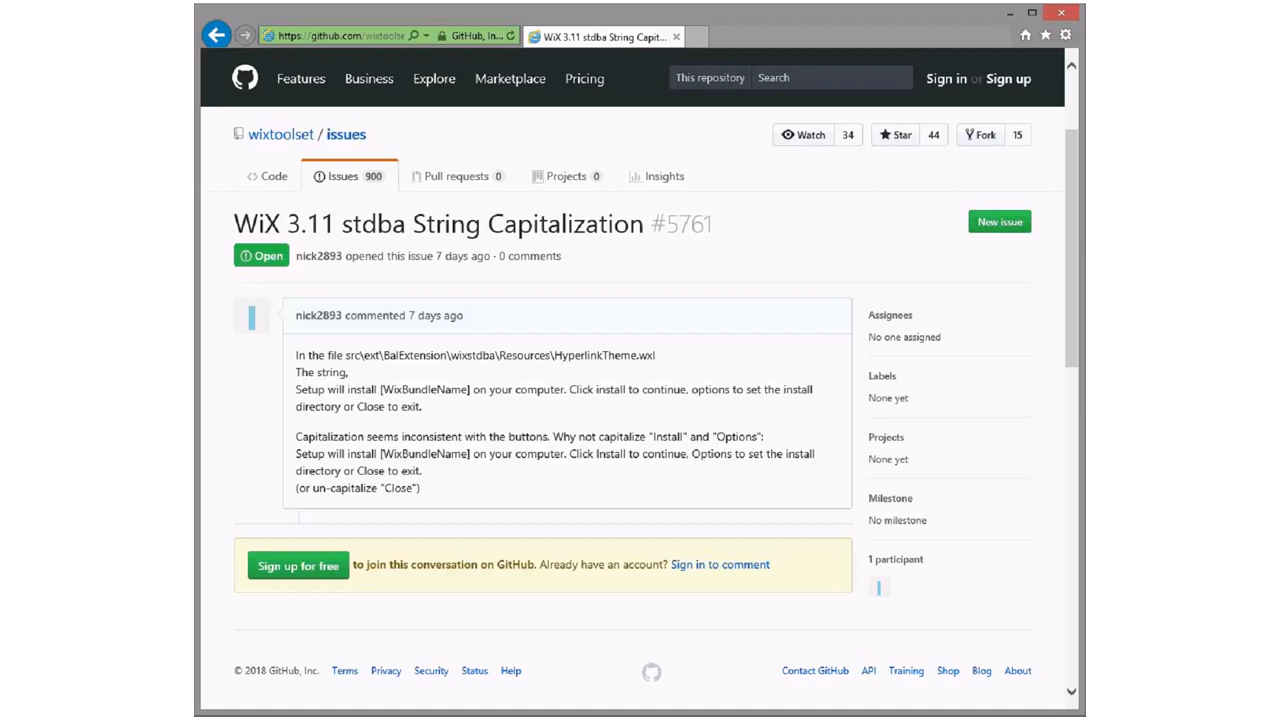 https://github.com/wixtoolse
GitHub, In...
WiX 3.11 stdba String Capit...
Features Business Explore Marketplace Pricing
This repository Search
Sign in or Sign up
wixtoolset / issues
Watch 34 Star 44 Fork 15
Code Issues 900 Pull requests 0 Projects 0 Insights
WiX 3.11 stdba String Capitalization #5761
New issue
Open nick2893 opened this issue 7 days ago · 0 comments
nick2893 commented 7 days ago
In the file src\ext\BalExtension\wixstdba\Resources\HyperlinkTheme.wxl
The string,
Setup will install [WixBundleName] on your computer. Click install to continue, options to set the install
directory or Close to exit.
Capitalization seems inconsistent with the buttons. Why not capitalize "Install" and "Options":
Setup will install [WixBundleName] on your computer. Click Install to continue, Options to set the install
directory or Close to exit.
(or un-capitalize "Close")
Assignees
No one assigned
Labels
None yet
Projects
None yet
Milestone
No milestone
1 participant
Sign up for free to join this conversation on GitHub. Already have an account? Sign in to comment
© 2018 GitHub, Inc. Terms Privacy Security Status Help
Contact GitHub API Training Shop Blog About